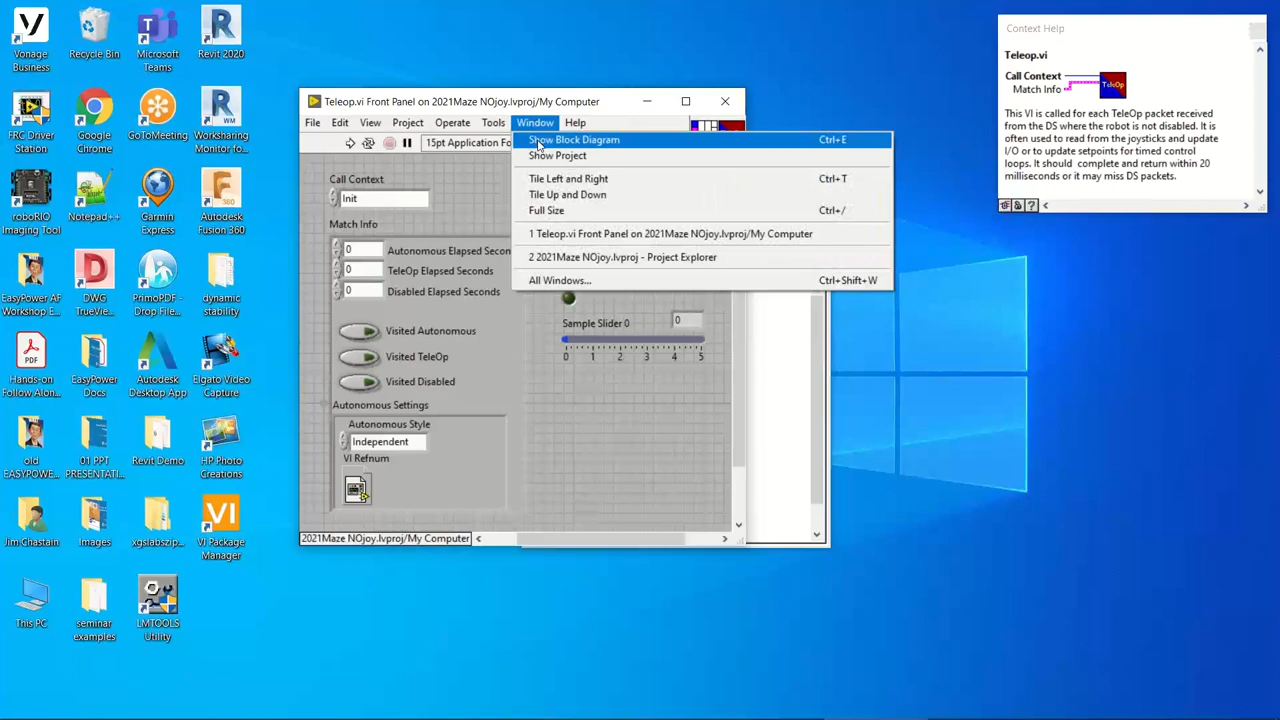 Vonage
Business
Recycle Bin
Microsoft
Teams
Revit 2020
FRC Driver
Station
Google
Chrome
GoToMeeting
Worksharing
Monitor fo...
roboRIO
Imaging Tool
Notepad++
Garmin
Express
Autodesk
Fusion 360
EasyPower AF
Workshop E...
DWG
TrueVie...
PrimoPDF -
Drop File...
dynamic
stability
PDF
Hands-on
Follow Alon...
EasyPower
Docs
Autodesk
Desktop App
Elgato Video
Capture
old
EASYPOWE...
01 PPT
PRESENTATI...
Revit Demo
HP Photo
Creations
Jim Chastain
Images
xgslabszip...
VI
VI Package
Manager
This PC
seminar
examples
LMTOOLS
Utility
Teleop.vi Front Panel on 2021Maze NOjoy.lvproj/My Computer
File Edit View Project Operate Tools Window Help
15pt Application Fo
Show Block Diagram Ctrl+E
Show Project
Tile Left and Right Ctrl+T
Tile Up and Down
Full Size Ctrl+/
1 Teleop.vi Front Panel on 2021Maze NOjoy.lvproj/My Computer
2 2021Maze NOjoy.lvproj - Project Explorer
All Windows... Ctrl+Shift+W
Call Context
Init
Match Info
0 Autonomous Elapsed Secon
0 TeleOp Elapsed Seconds
0 Disabled Elapsed Seconds
Visited Autonomous
Visited TeleOp
Visited Disabled
Autonomous Settings
Autonomous Style
Independent
VI Refnum
Sample Slider 0 0
0 1 2 3 4 5
2021Maze NOjoy.lvproj/My Computer
Context Help
Teleop.vi
Call Context
Match Info
TeleOp
This VI is called for each TeleOp packet received
from the DS where the robot is not disabled. It is
often used to read from the joysticks and update
I/O or to update setpoints for timed control
loops. It should complete and return within 20
milliseconds or it may miss DS packets.